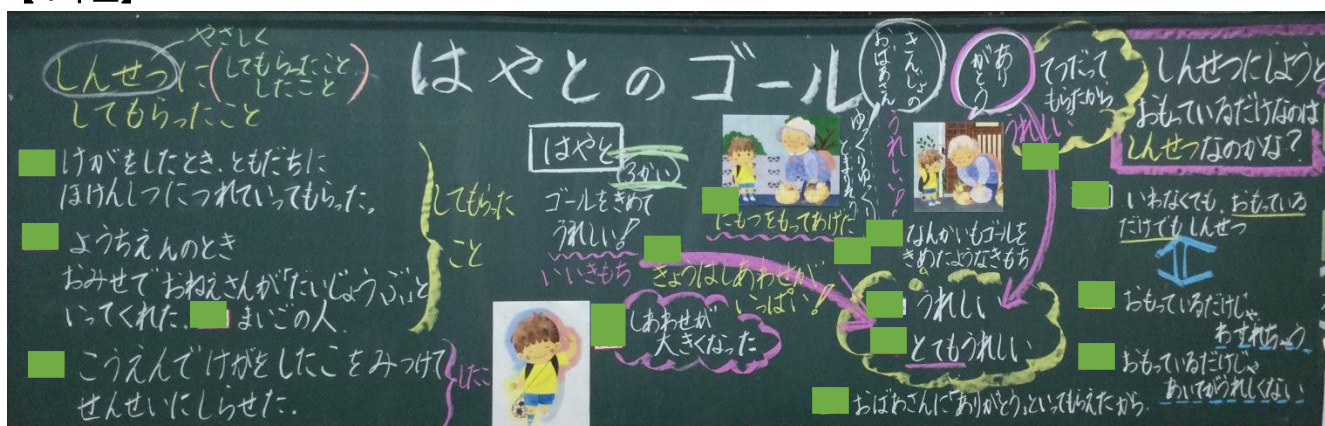 やさしく
しんせつに(してもらったこと
したこと)
してもらったこと
けがをしたとき、ともだちに
ほけんしつにつれていってもらった。
ようちえんのとき
おみせでおねえさんが「だいじょうぶ」と
いってくれた。まいごの人
してもらった
こと
こうえんでけがをしたこをみつけて
せんせいにしらせた。
した
はやとのゴール
はやと
3かい
ゴールをきめて
うれしい!
いいきもち
しあわせが
大きくなった
きょうはしあわせが
いっぱい!
にもつをもってあげた
きんじょの
おばあさん
ゆっくりゆっくり
うれしい!
ありがとう
てつだって
もらったから
うれしい
なんかいもゴールを
きめたようなきもち
うれしい
とてもうれしい
おばあさんに「ありがとう」といってもらえたから
しんせつにしようと
おもっているだけなのは
しんせつなのかな?
いわなくても、おもっている
だけでもしんせつ
おもっているだけじゃ
わすれちゃう
おもっているだけじゃ
あいてがうれしくない